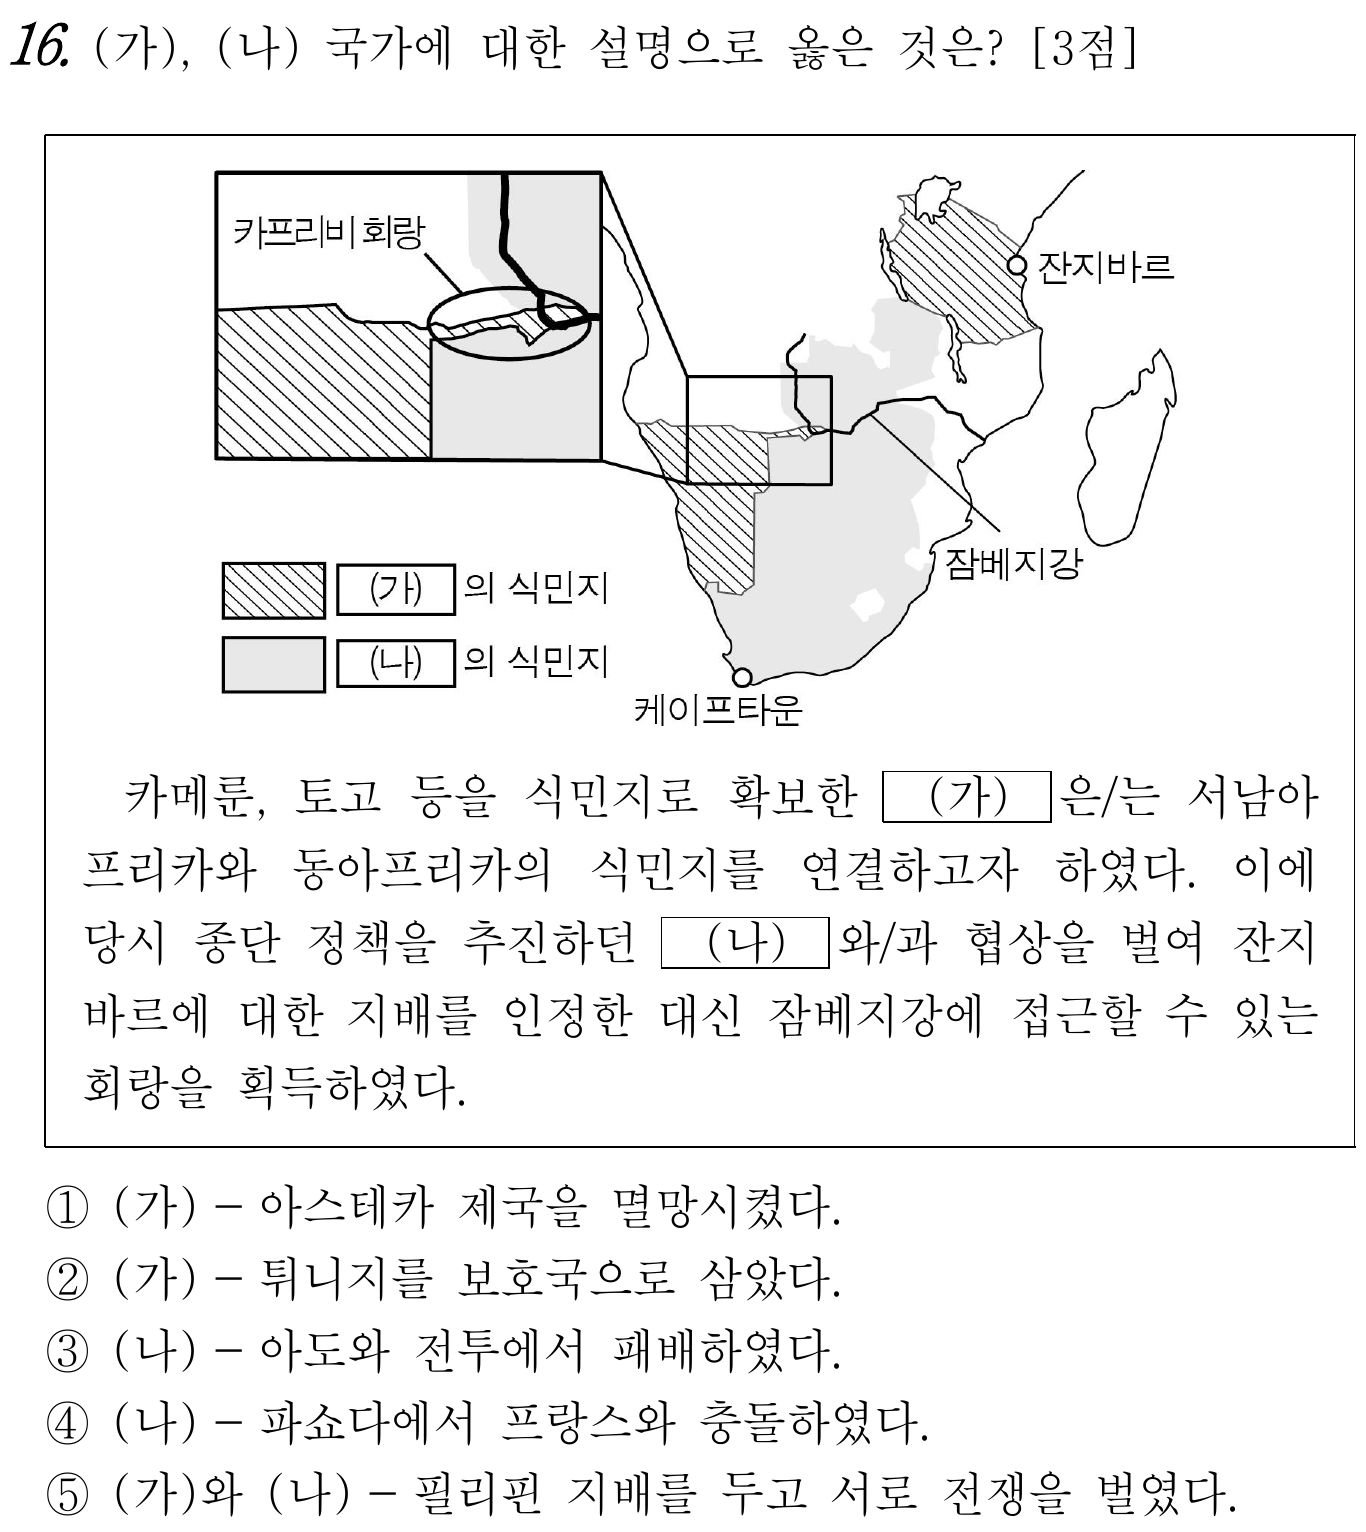 16. (가), (나) 국가에 대한 설명으로 옳은 것은? [3점]
카프리비 회랑
잔지바르
잠베지강
(가) 의 식민지
(나) 의 식민지
케이프타운
카메룬, 토고 등을 식민지로 확보한 (가) 은/는 서남아
프리카와 동아프리카의 식민지를 연결하고자 하였다. 이에
당시 종단 정책을 추진하던 (나) 와/과 협상을 벌여 잔지
바르에 대한 지배를 인정한 대신 잠베지강에 접근할 수 있는
회랑을 획득하였다.
① (가) – 아스테카 제국을 멸망시켰다.
② (가) – 튀니지를 보호국으로 삼았다.
③ (나) – 아도와 전투에서 패배하였다.
④ (나) – 파쇼다에서 프랑스와 충돌하였다.
⑤ (가)와 (나) – 필리핀 지배를 두고 서로 전쟁을 벌였다.